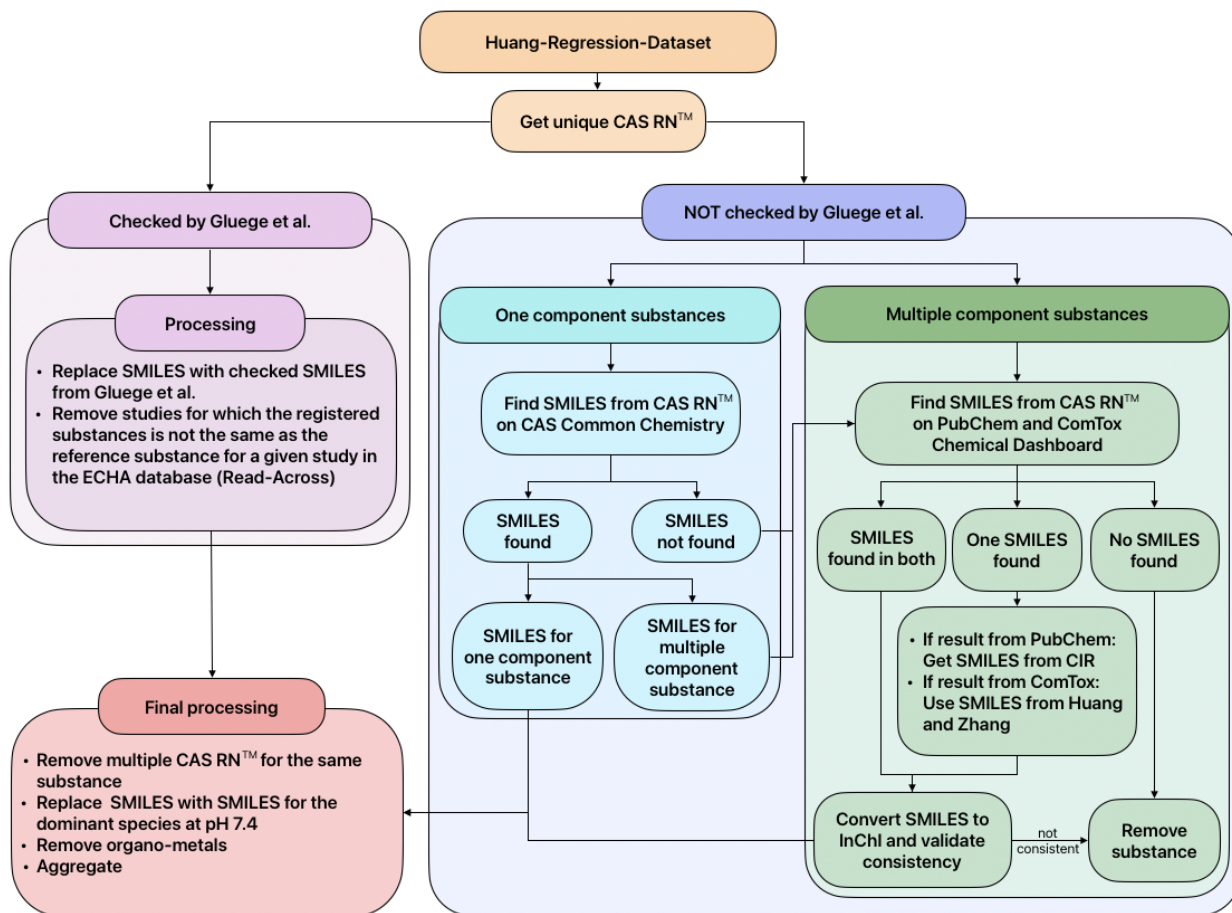 Huang-Regression-Dataset
Get unique CAS RN™
Checked by Gluege et al.
Processing
• Replace SMILES with checked SMILES
from Gluege et al.
• Remove studies for which the registered
substances is not the same as the
reference substance for a given study in
the ECHA database (Read-Across)
NOT checked by Gluege et al.
One component substances
Find SMILES from CAS RN™
on CAS Common Chemistry
SMILES
found
SMILES
not found
SMILES for
one component
substance
SMILES for
multiple
component
substance
Multiple component substances
Find SMILES from CAS RN™
on PubChem and ComTox
Chemical Dashboard
SMILES
found in both
One SMILES
found
No SMILES
found
• If result from PubChem:
Get SMILES from CIR
• If result from ComTox:
Use SMILES from Huang
and Zhang
Convert SMILES to
InChI and validate
consistency
not
consistent
Remove
substance
Final processing
• Remove multiple CAS RN™ for the same
substance
• Replace SMILES with SMILES for the
dominant species at pH 7.4
• Remove organo-metals
• Aggregate